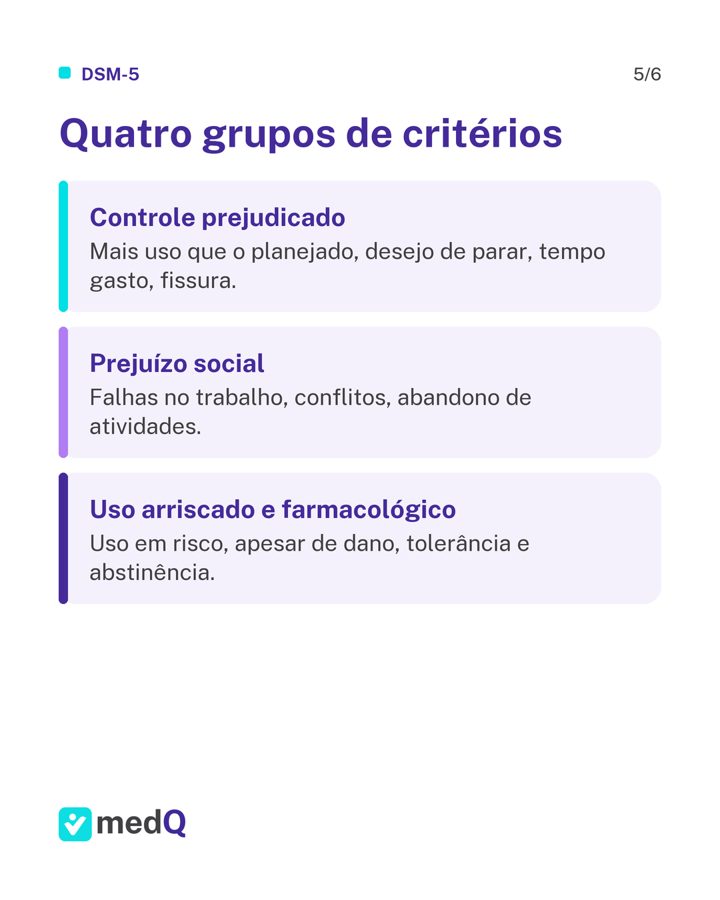 DSM-5
5/6
Quatro grupos de critérios
Controle prejudicado
Mais uso que o planejado, desejo de parar, tempo
gasto, fissura.
Prejuízo social
Falhas no trabalho, conflitos, abandono de
atividades.
Uso arriscado e farmacológico
Uso em risco, apesar de dano, tolerância e
abstinência.
medQ